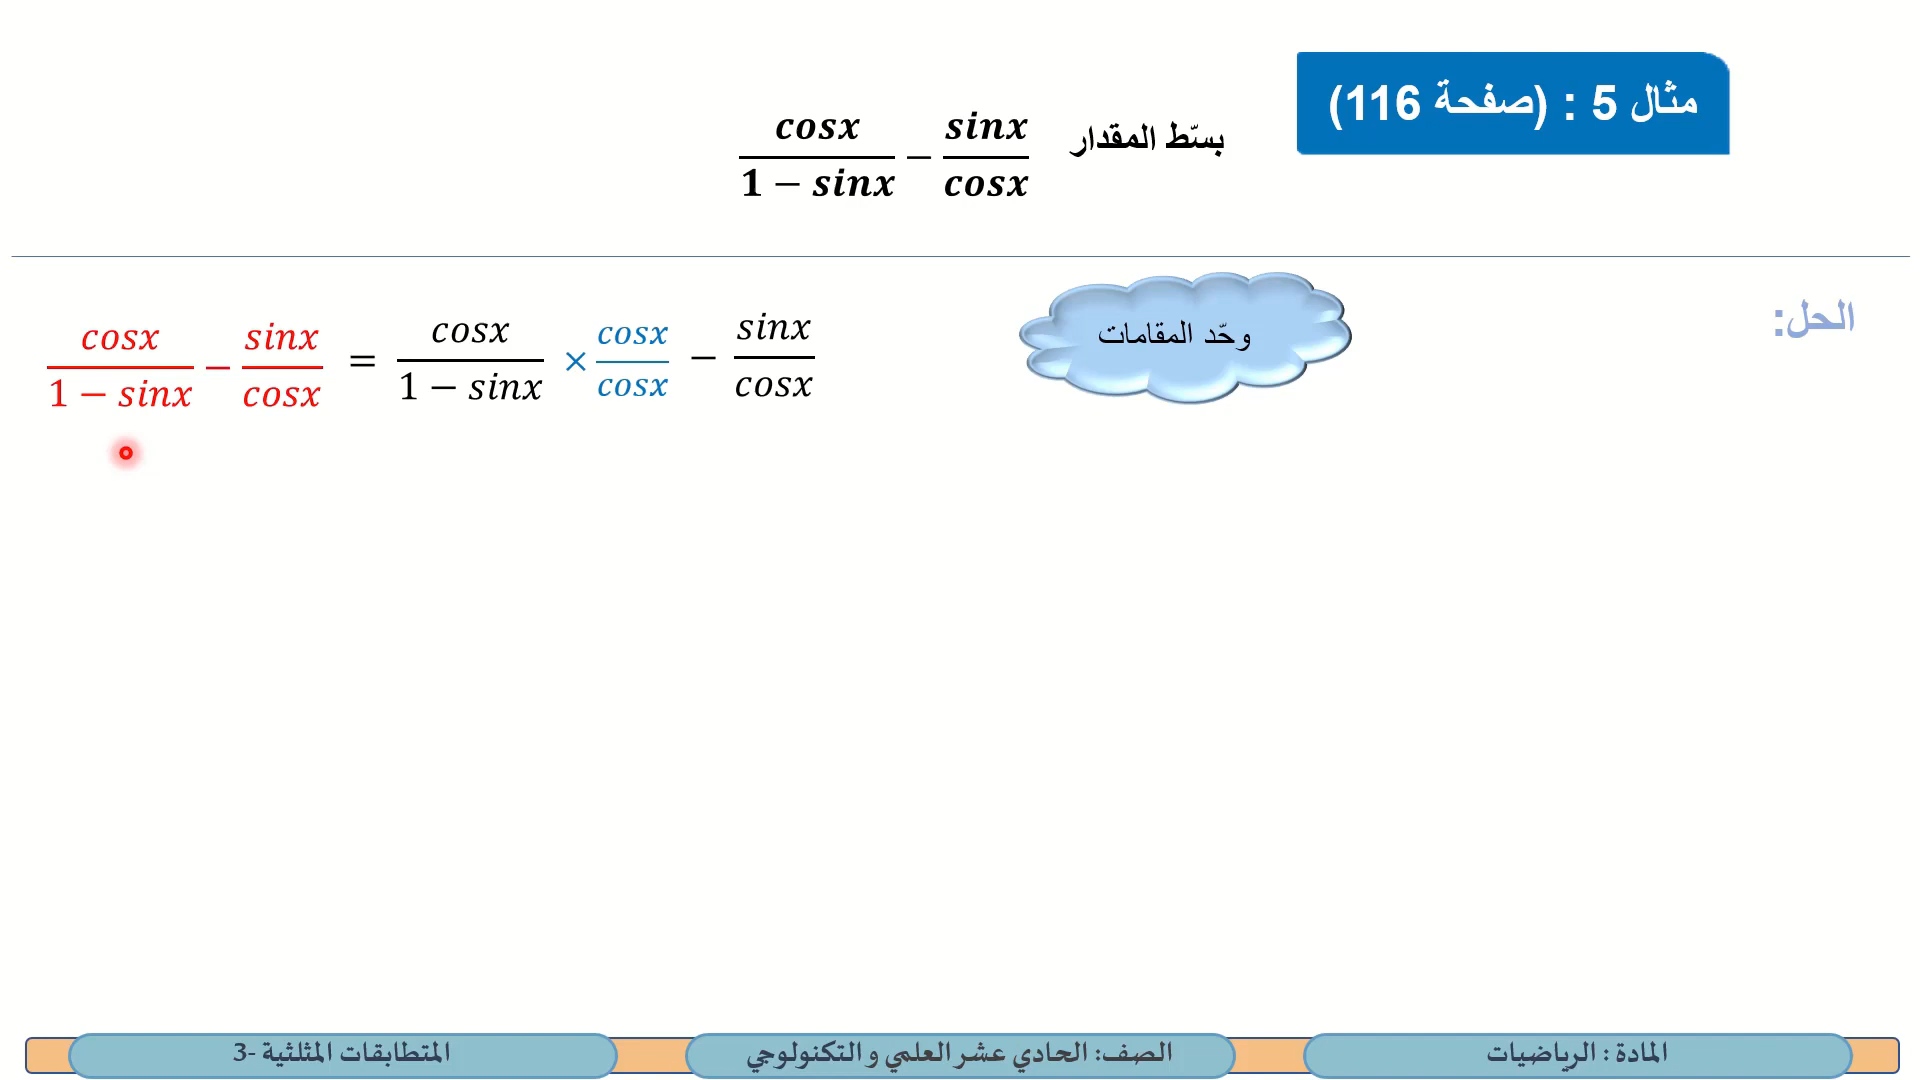 مثال 5 : (صفحة 116)
بسّط المقدار cosx/(1 − sinx) − sinx/cosx
الحل:
وحّد المقامات
cosx/(1 − sinx) − sinx/cosx = cosx/(1 − sinx) × cosx/cosx − sinx/cosx
المادة : الرياضيات
الصف: الحادي عشر العلمي و التكنولوجي
المتطابقات المثلثية -3